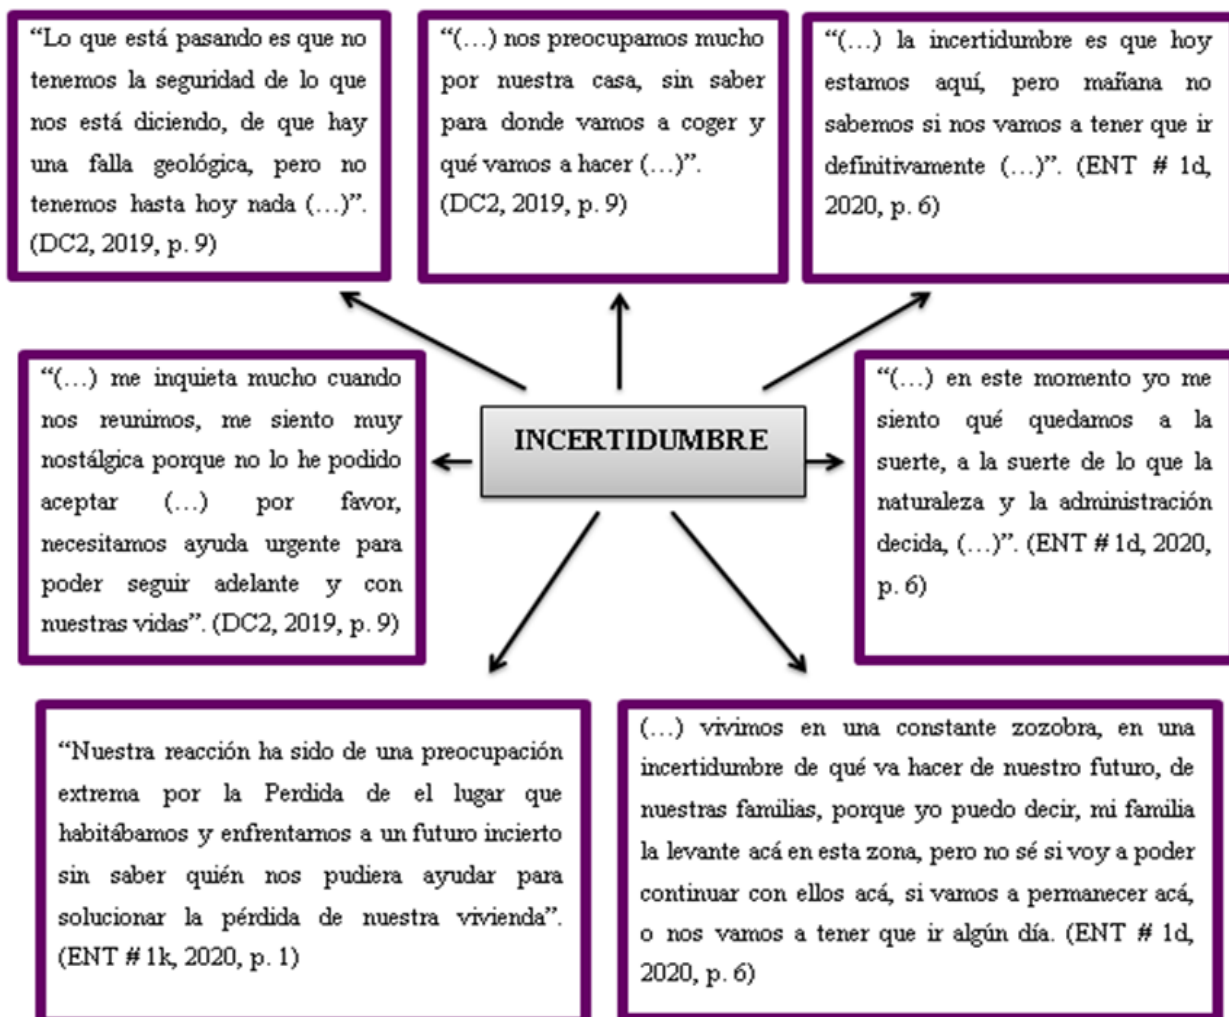 “Lo que está pasando es que no
tenemos la seguridad de lo que
nos está diciendo, de que hay
una falla geológica, pero no
tenemos hasta hoy nada (…)”.
(DC2, 2019, p. 9)
“(…) nos preocupamos mucho
por nuestra casa, sin saber
para donde vamos a coger y
qué vamos a hacer (…)”.
(DC2, 2019, p. 9)
“(…) la incertidumbre es que hoy
estamos aquí, pero mañana no
sabemos si nos vamos a tener que ir
definitivamente (…)”. (ENT # 1d,
2020, p. 6)
“(…) me inquieta mucho cuando
nos reunimos, me siento muy
nostálgica porque no lo he podido
aceptar (…) por favor,
necesitamos ayuda urgente para
poder seguir adelante y con
nuestras vidas”. (DC2, 2019, p. 9)
INCERTIDUMBRE
“(…) en este momento yo me
siento qué quedamos a la
suerte, a la suerte de lo que la
naturaleza y la administración
decida, (…)”. (ENT # 1d, 2020,
p. 6)
“Nuestra reacción ha sido de una preocupación
extrema por la Perdida de el lugar que
habitábamos y enfrentarnos a un futuro incierto
sin saber quién nos pudiera ayudar para
solucionar la pérdida de nuestra vivienda”.
(ENT # 1k, 2020, p. 1)
(…) vivimos en una constante zozobra, en una
incertidumbre de qué va hacer de nuestro futuro, de
nuestras familias, porque yo puedo decir, mi familia
la levante acá en esta zona, pero no sé si voy a poder
continuar con ellos acá, si vamos a permanecer acá,
o nos vamos a tener que ir algún día. (ENT # 1d,
2020, p. 6)